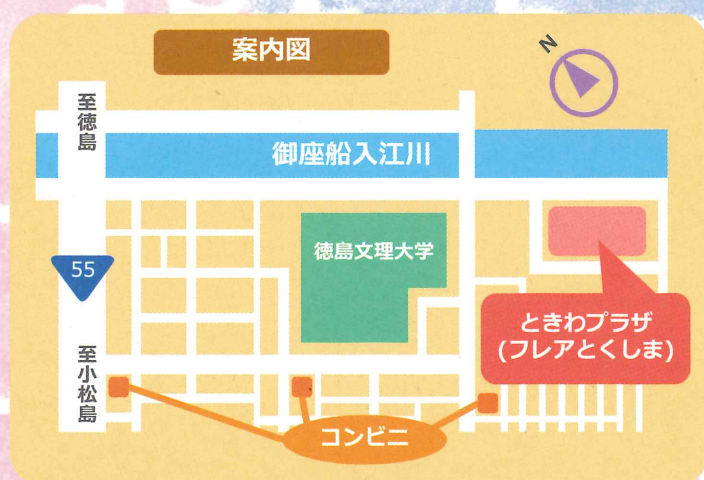 案内図
N
至徳島
御座船入江川
徳島文理大学
55
ときわプラザ
(フレアとくしま)
至小松島
コンビニ